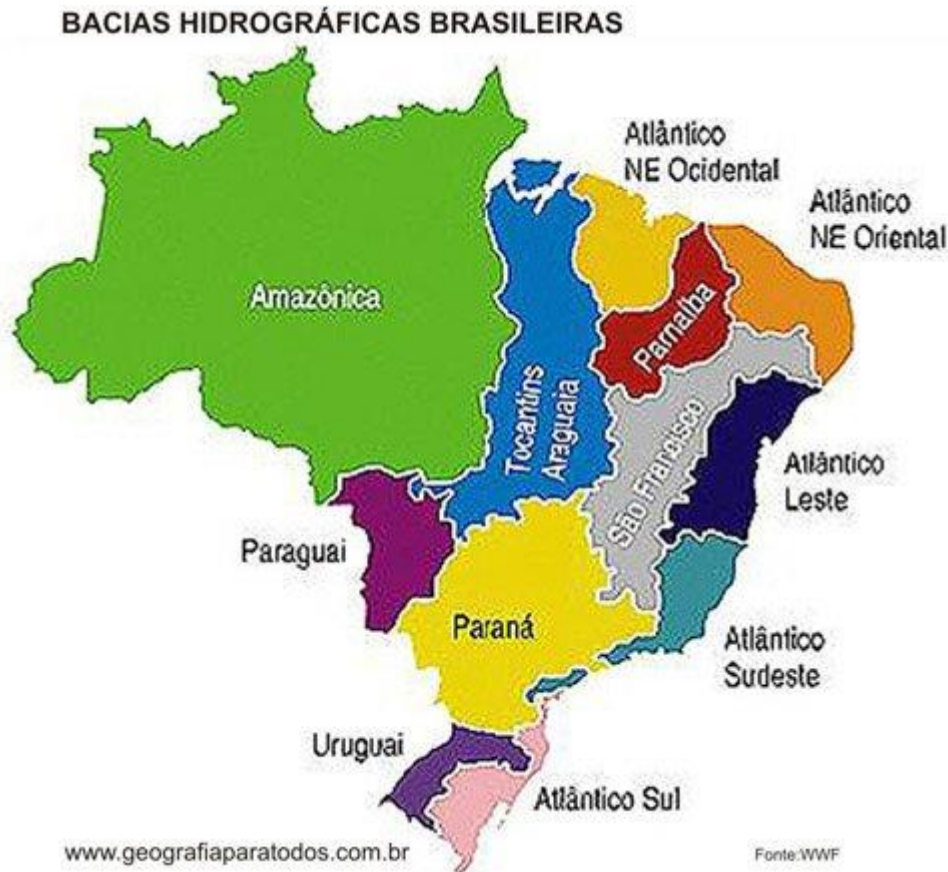 BACIAS HIDROGRÁFICAS BRASILEIRAS
Atlântico
NE Ocidental
Atlântico
NE Oriental
Amazônica
Parnaíba
Tocantins
Araguaia
São Francisco
Atlântico
Leste
Paraguai
Paraná
Atlântico
Sudeste
Uruguai
Atlântico Sul
www.geografiaparatodos.com.br
Fonte:WWF